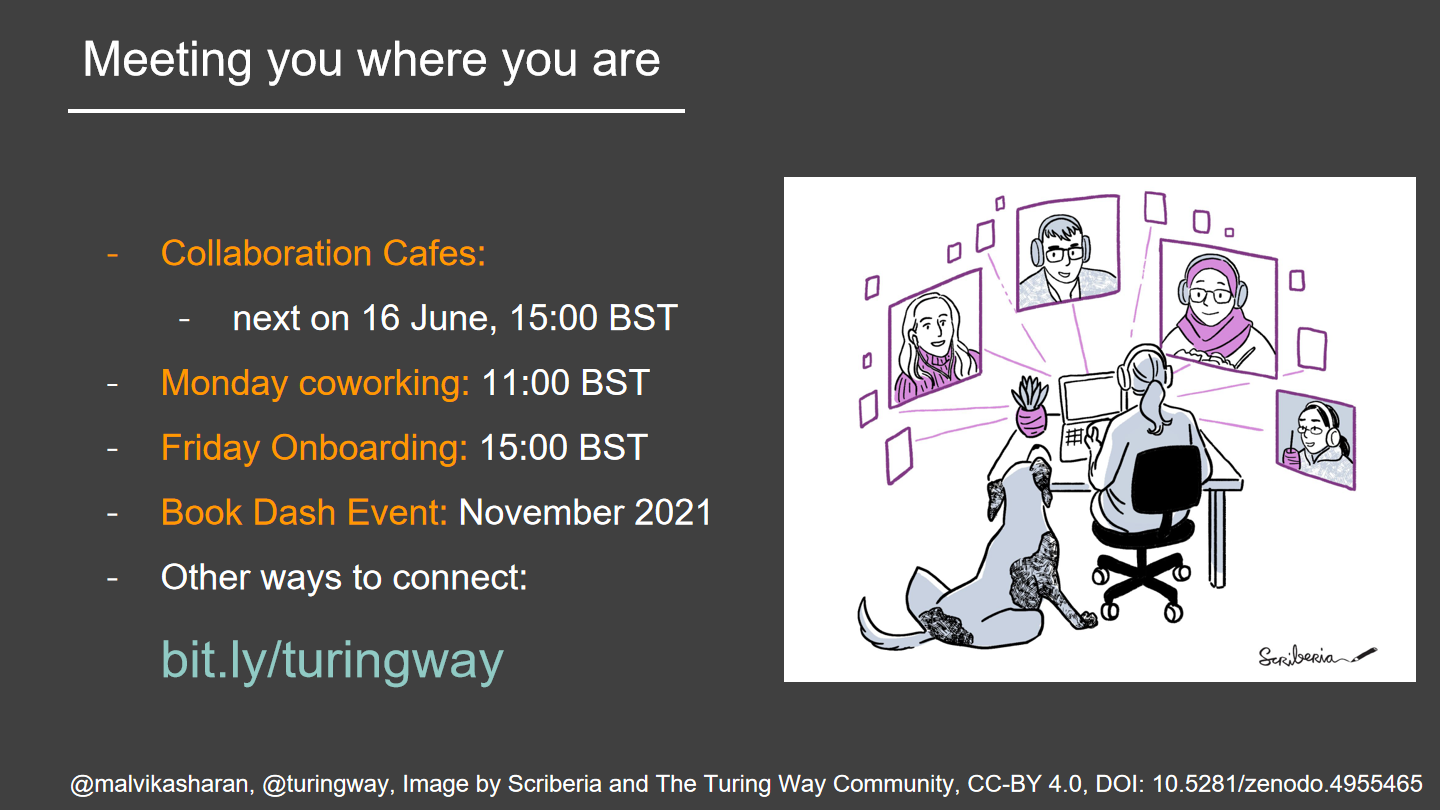 Meeting you where you are
- Collaboration Cafes:
- next on 16 June, 15:00 BST
- Monday coworking: 11:00 BST
- Friday Onboarding: 15:00 BST
- Book Dash Event: November 2021
- Other ways to connect:
bit.ly/turingway
Scriberia
@malvikasharan, @turingway, Image by Scriberia and The Turing Way Community, CC-BY 4.0, DOI: 10.5281/zenodo.4955465